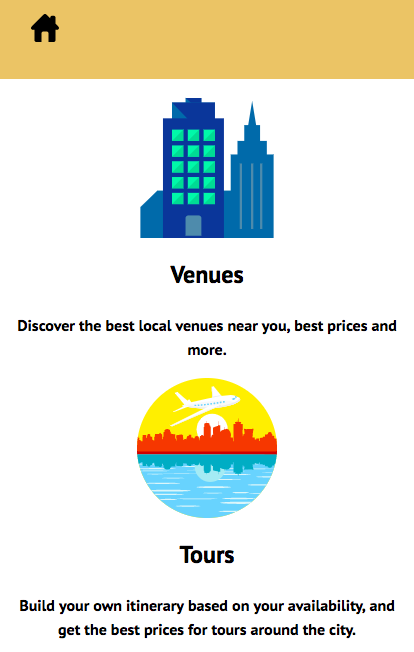 Venues
Discover the best local venues near you, best prices and
more.
Tours
Build your own itinerary based on your availability, and
get the best prices for tours around the city.